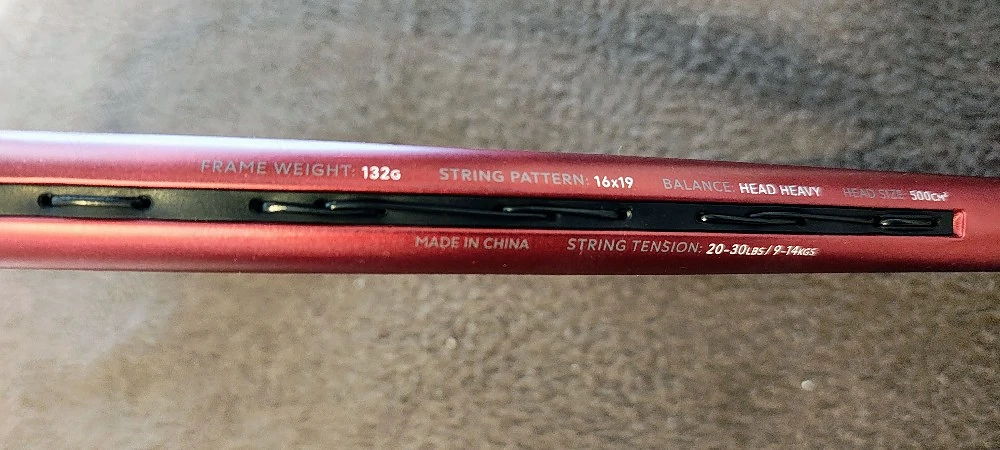 FRAME WEIGHT: 132G STRING PATTERN: 16x19 BALANCE: HEAD HEAVY HEAD SIZE: 500CM²
MADE IN CHINA STRING TENSION: 20-30LBS/9-14KGS